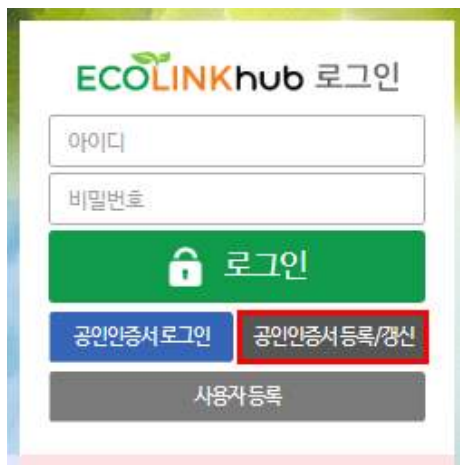 ECOLINKhub 로그인
아이디
비밀번호
로그인
공인인증서 로그인 공인인증서 등록/갱신
사용자 등록